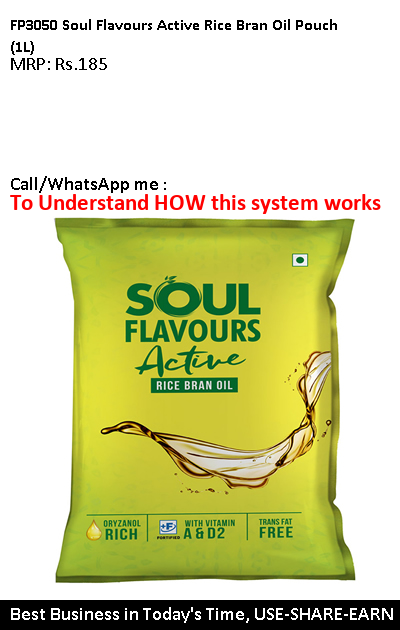 FP3050 Soul Flavours Active Rice Bran Oil Pouch
(1L)
MRP: Rs.185
Call/WhatsApp me :
To Understand HOW this system works
SOUL
FLAVOURS
Active
RICE BRAN OIL
ORYZANOL
RICH
+F
FORTIFIED
WITH VITAMIN
A & D2
TRANS FAT
FREE
Best Business in Today's Time, USE-SHARE-EARN